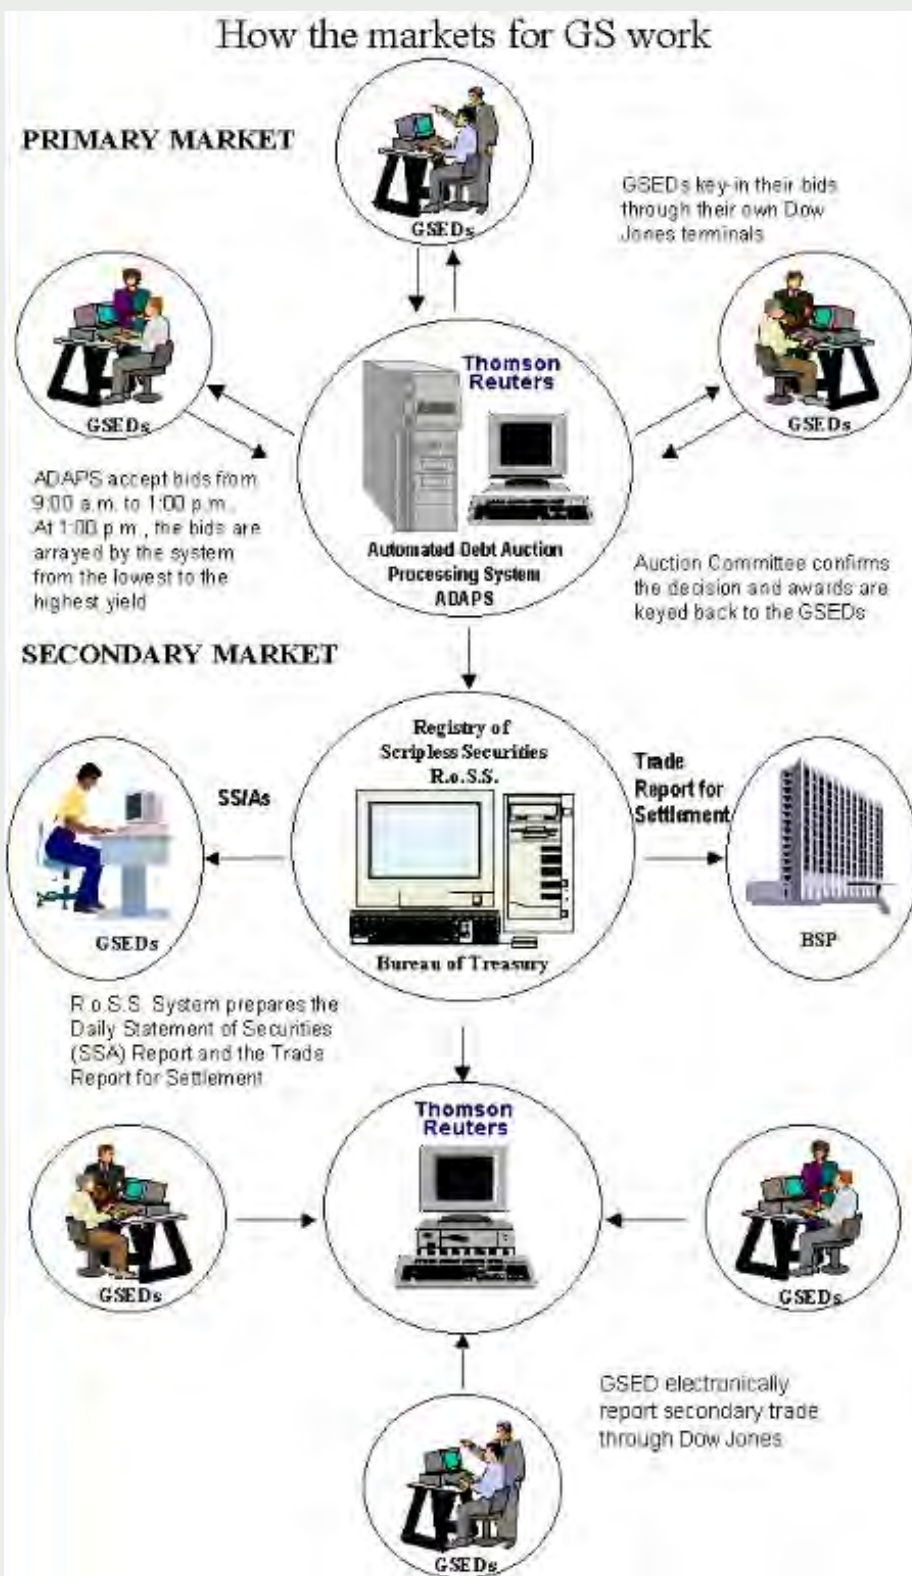 How the markets for GS work
PRIMARY MARKET
GSEDs
GSEDs key-in their bids
through their own Dow
Jones terminals
GSEDs
Thomson
Reuters
GSEDs
ADAPS accept bids from
9:00 a.m. to 1:00 p.m.
At 1:00 p.m., the bids are
arrayed by the system
from the lowest to the
highest yield
Automated Debt Auction
Processing System
ADAPS
Auction Committee confirms
the decision and awards are
keyed back to the GSEDs
SECONDARY MARKET
Registry of
Scripless Securities
R.o.S.S.
SS/As
Trade
Report for
Settlement
GSEDs
Bureau of Treasury
BSP
R.o.S.S. System prepares the
Daily Statement of Securities
(SSA) Report and the Trade
Report for Settlement
Thomson
Reuters
GSEDs
GSEDs
GSED electronically
report secondary trade
through Dow Jones
GSEDs